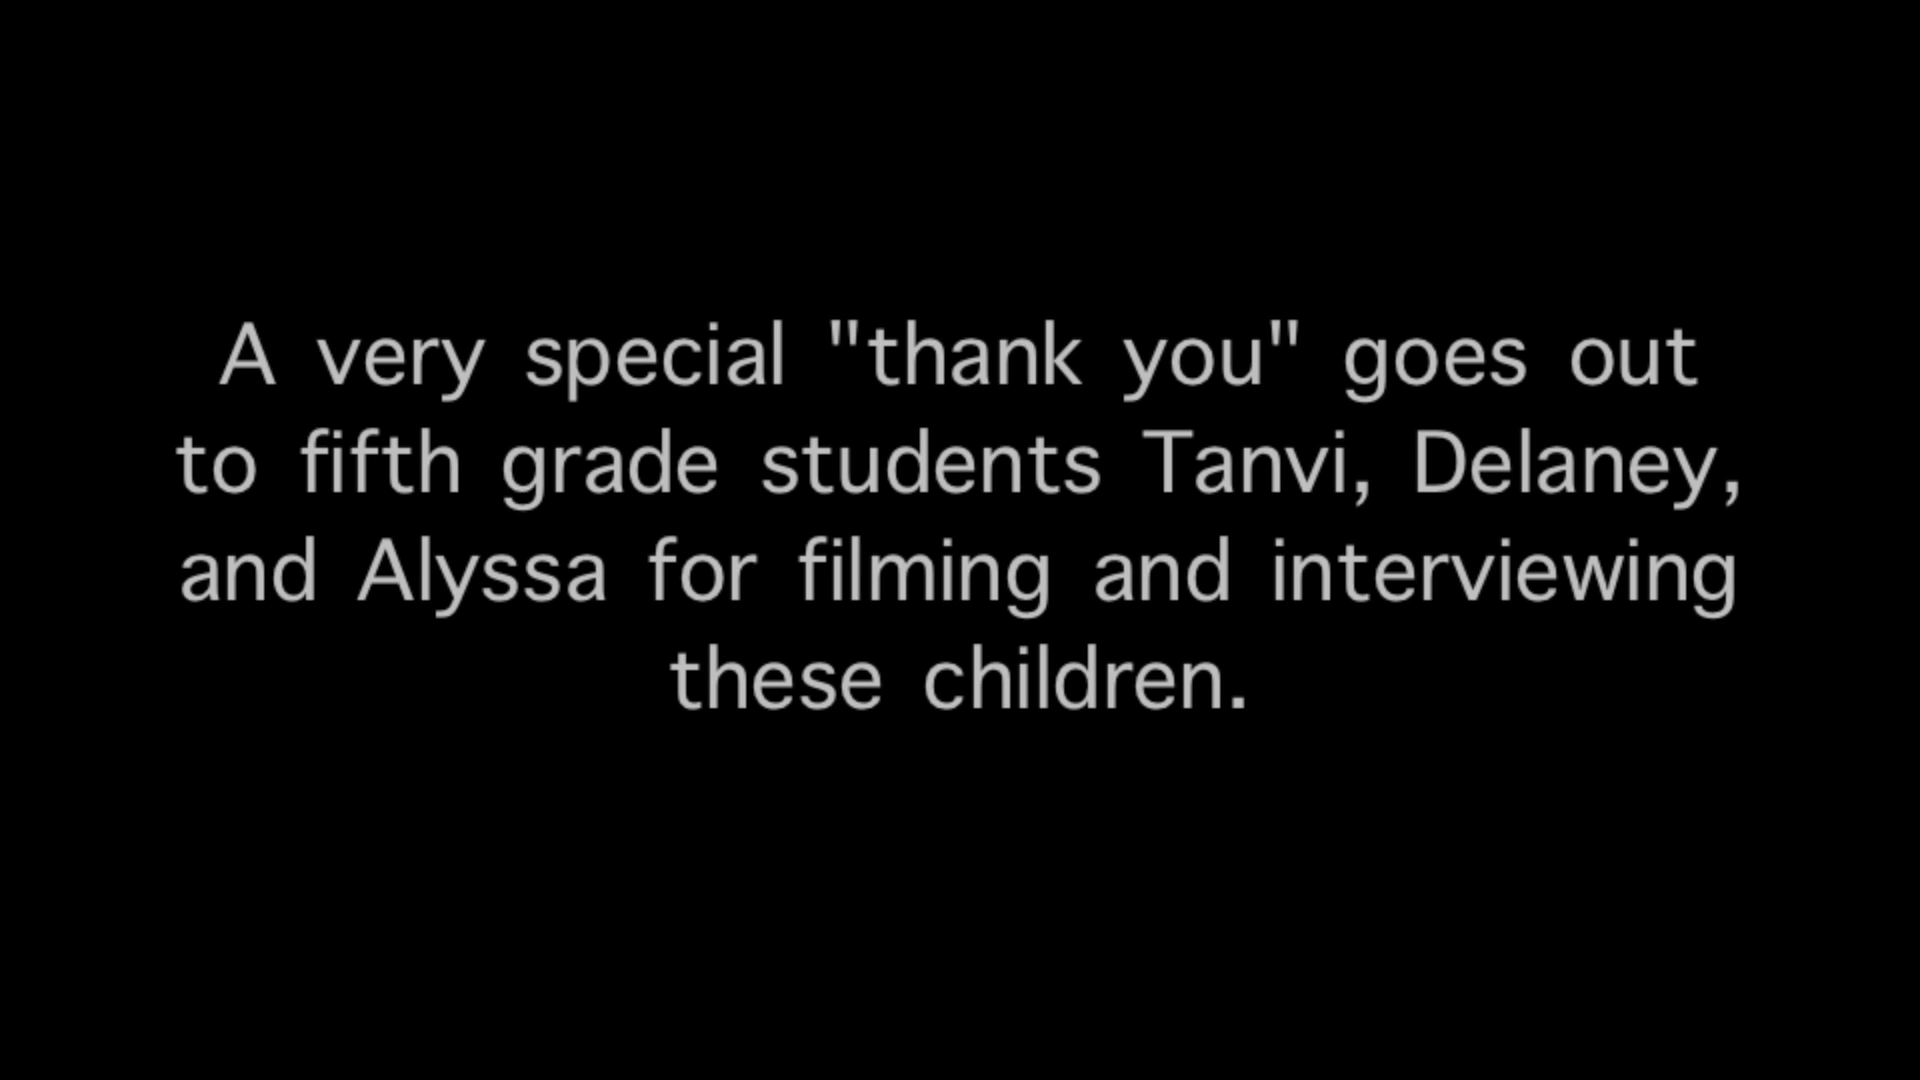 A very special "thank you" goes out
to fifth grade students Tanvi, Delaney,
and Alyssa for filming and interviewing
these children.